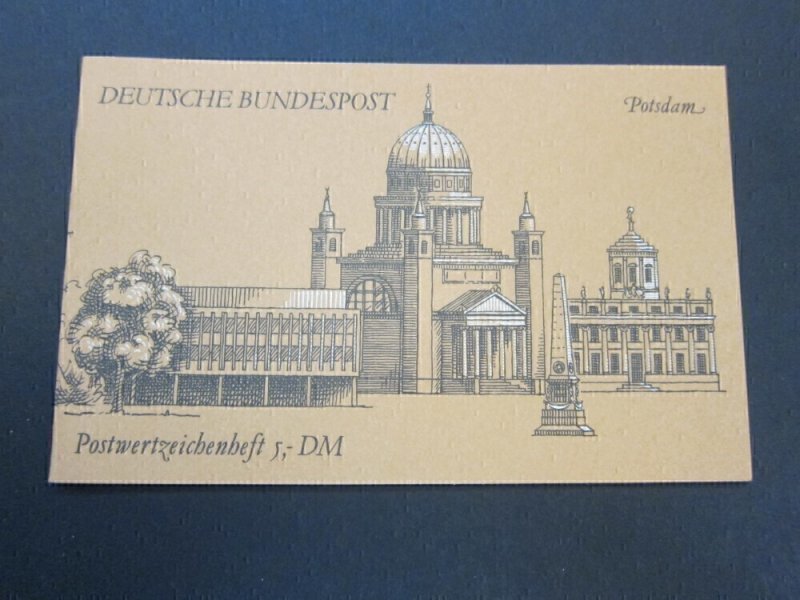 DEUTSCHE BUNDESPOST
Potsdam
Postwertzeichenheft 5,- DM